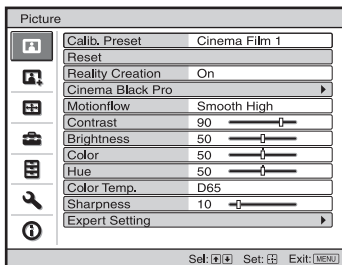 Picture
Calib. Preset Cinema Film 1
Reset
Reality Creation On
Cinema Black Pro
Motionflow Smooth High
Contrast 90
Brightness 50
Color 50
Hue 50
Color Temp. D65
Sharpness 10
Expert Setting
Sel: Set: Exit: MENU